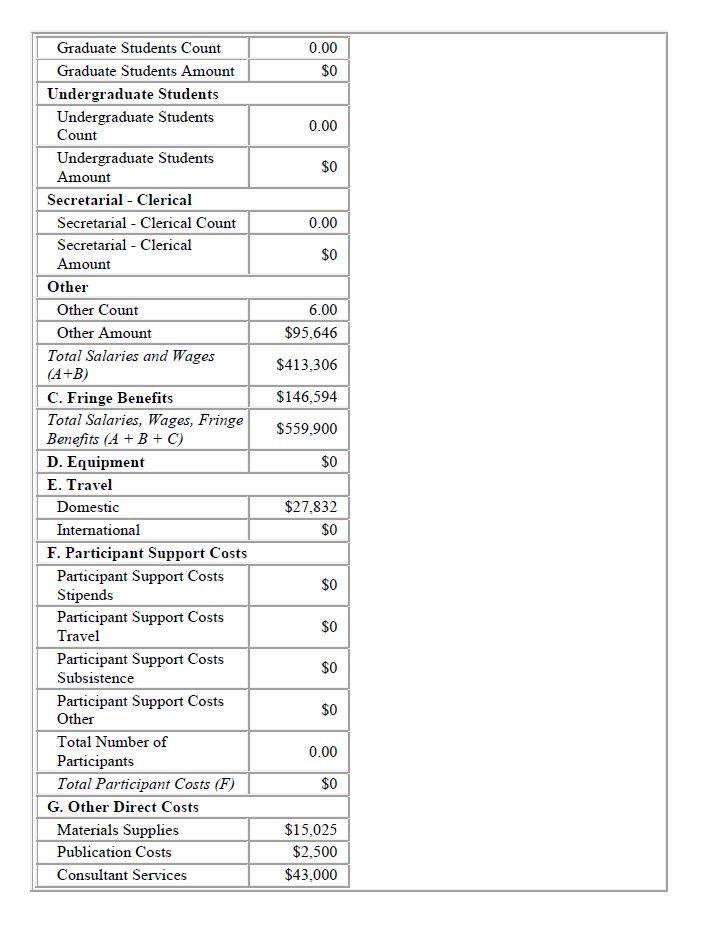 Graduate Students Count 0.00
Graduate Students Amount $0
Undergraduate Students
Undergraduate Students
Count 0.00
Undergraduate Students
Amount $0
Secretarial - Clerical
Secretarial - Clerical Count 0.00
Secretarial - Clerical
Amount $0
Other
Other Count 6.00
Other Amount $95,646
Total Salaries and Wages
(A+B) $413,306
C. Fringe Benefits $146,594
Total Salaries, Wages, Fringe
Benefits (A + B + C) $559,900
D. Equipment $0
E. Travel
Domestic $27,832
International $0
F. Participant Support Costs
Participant Support Costs
Stipends $0
Participant Support Costs
Travel $0
Participant Support Costs
Subsistence $0
Participant Support Costs
Other $0
Total Number of
Participants 0.00
Total Participant Costs (F) $0
G. Other Direct Costs
Materials Supplies $15,025
Publication Costs $2,500
Consultant Services $43,000